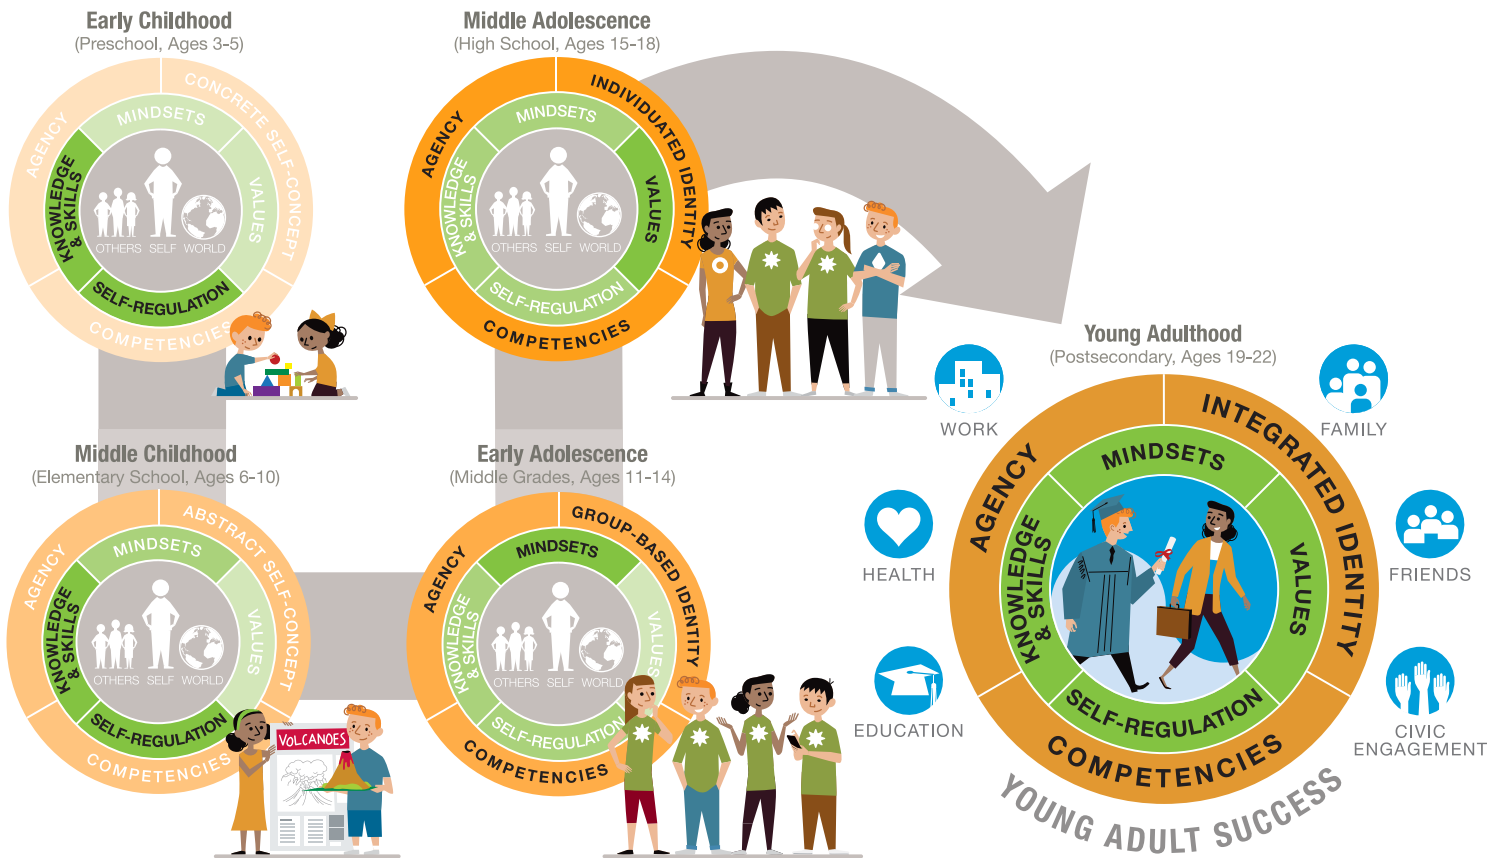 Early Childhood
(Preschool, Ages 3-5)
AGENCY
CONCRETE SELF-CONCEPT
COMPETENCIES
MINDSETS
KNOWLEDGE
& SKILLS
VALUES
SELF-REGULATION
OTHERS SELF WORLD
Middle Childhood
(Elementary School, Ages 6-10)
AGENCY
ABSTRACT SELF-CONCEPT
COMPETENCIES
MINDSETS
KNOWLEDGE
& SKILLS
VALUES
SELF-REGULATION
OTHERS SELF WORLD
VOLCANOES
Early Adolescence
(Middle Grades, Ages 11-14)
AGENCY
GROUP-BASED IDENTITY
COMPETENCIES
MINDSETS
KNOWLEDGE
& SKILLS
VALUES
SELF-REGULATION
OTHERS SELF WORLD
Middle Adolescence
(High School, Ages 15-18)
AGENCY
INDIVIDUATED IDENTITY
COMPETENCIES
MINDSETS
KNOWLEDGE
& SKILLS
VALUES
SELF-REGULATION
OTHERS SELF WORLD
Young Adulthood
(Postsecondary, Ages 19-22)
AGENCY
INTEGRATED IDENTITY
COMPETENCIES
MINDSETS
KNOWLEDGE
& SKILLS
VALUES
SELF-REGULATION
WORK
HEALTH
EDUCATION
FAMILY
FRIENDS
CIVIC
ENGAGEMENT
YOUNG ADULT SUCCESS